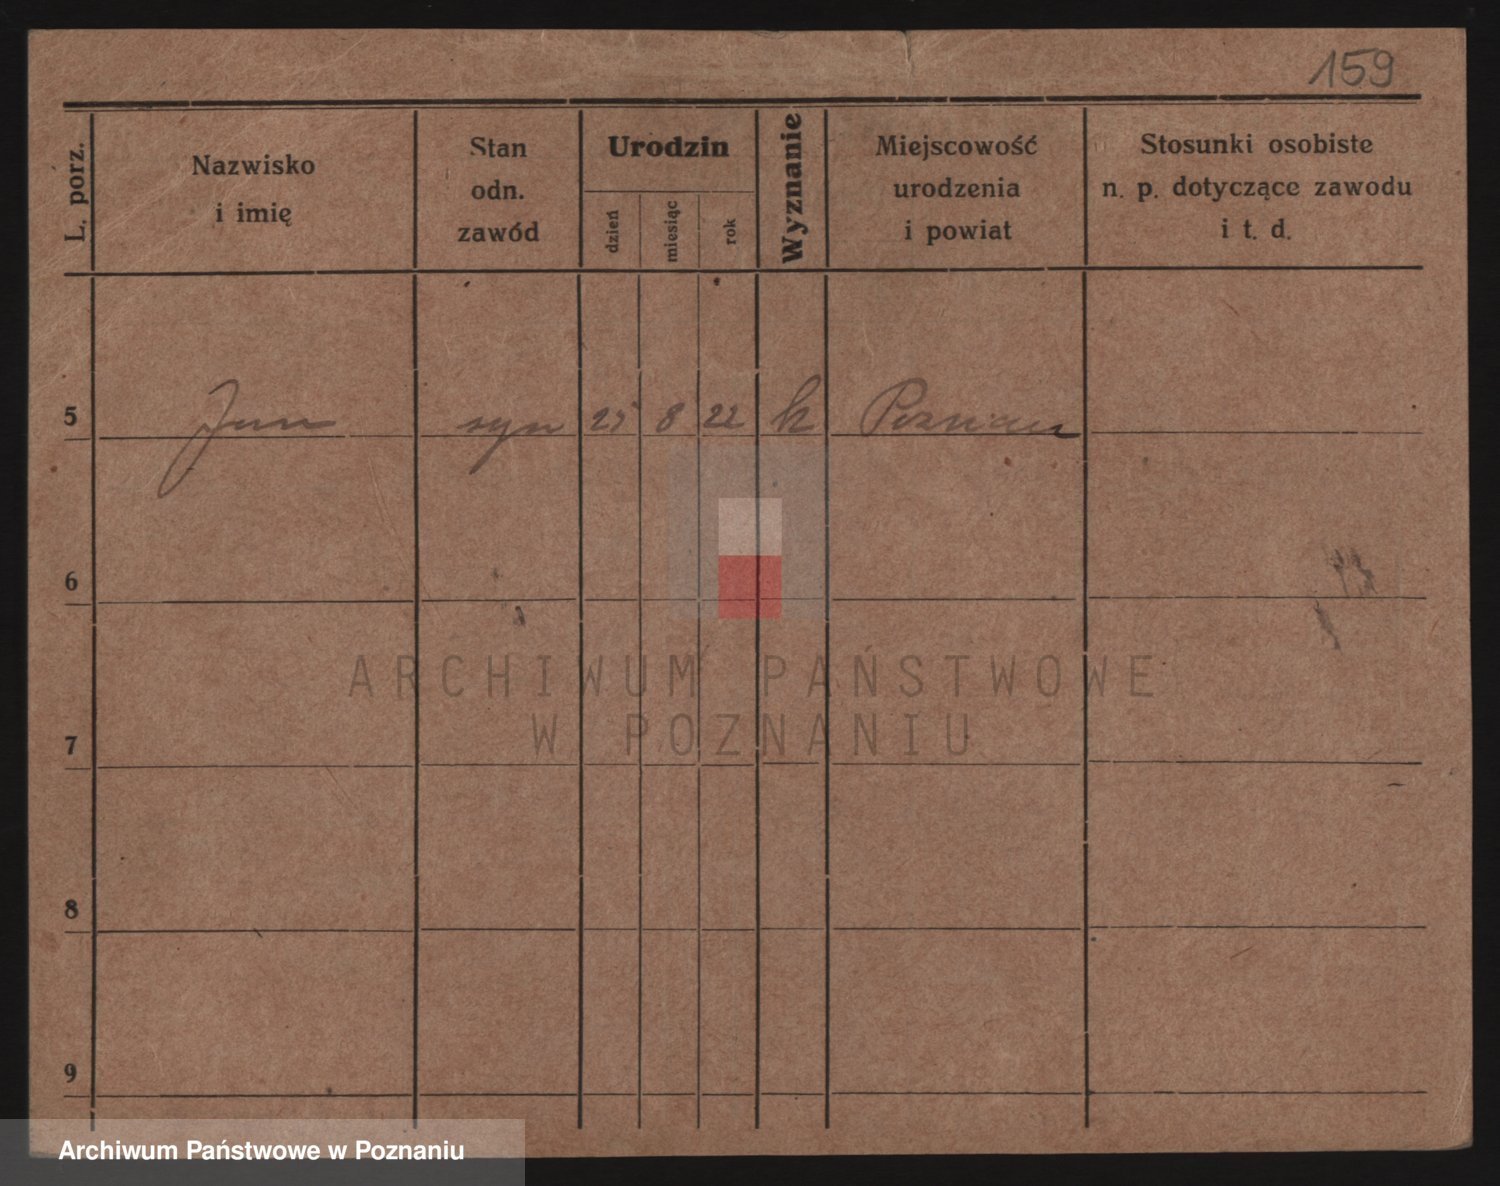 159
L. porz.
Nazwisko
i imię
Stan
odn.
zawód
Urodzin
dzień
miesiąc
rok
Wyznanie
Miejscowość
urodzenia
i powiat
Stosunki osobiste
n. p. dotyczące zawodu
i t. d.
5 Jan syn 25 8 22 k Poznań
6
7
8
9
ARCHIWUM PAŃSTWOWE
W POZNANIU
Archiwum Państwowe w Poznaniu